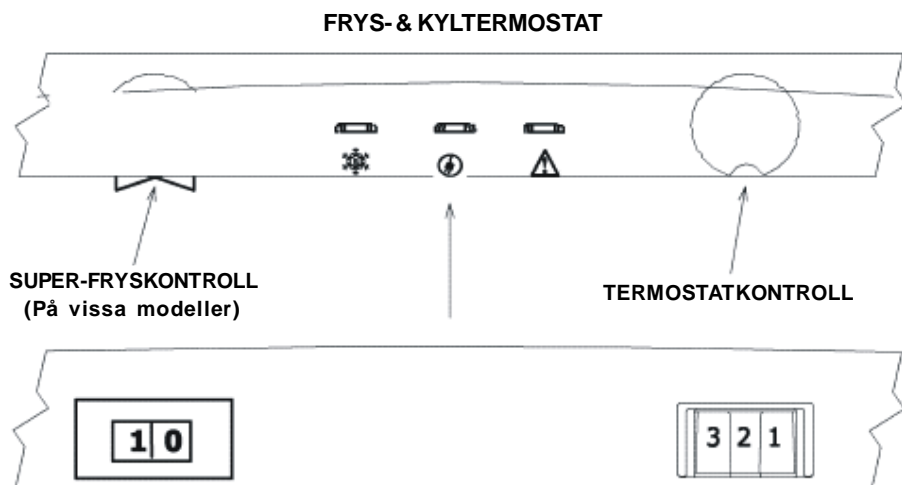 FRYS- & KYLTERMOSTAT
SUPER-FRYSKONTROLL
(På vissa modeller)
TERMOSTATKONTROLL
1 0
3 2 1